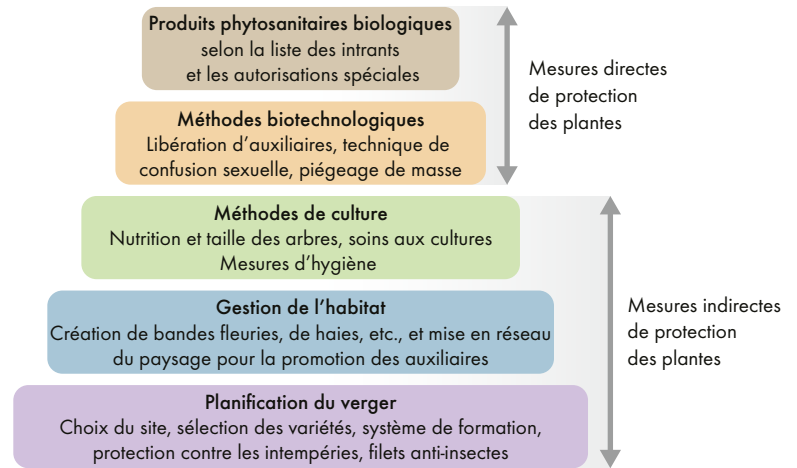 Produits phytosanitaires biologiques
selon la liste des intrants
et les autorisations spéciales
Mesures directes
de protection
des plantes
Méthodes biotechnologiques
Libération d'auxiliaires, technique de
confusion sexuelle, piégeage de masse
Méthodes de culture
Nutrition et taille des arbres, soins aux cultures
Mesures d'hygiène
Gestion de l'habitat
Création de bandes fleuries, de haies, etc., et mise en réseau
du paysage pour la promotion des auxiliaires
Mesures indirectes
de protection
des plantes
Planification du verger
Choix du site, sélection des variétés, système de formation,
protection contre les intempéries, filets anti-insectes